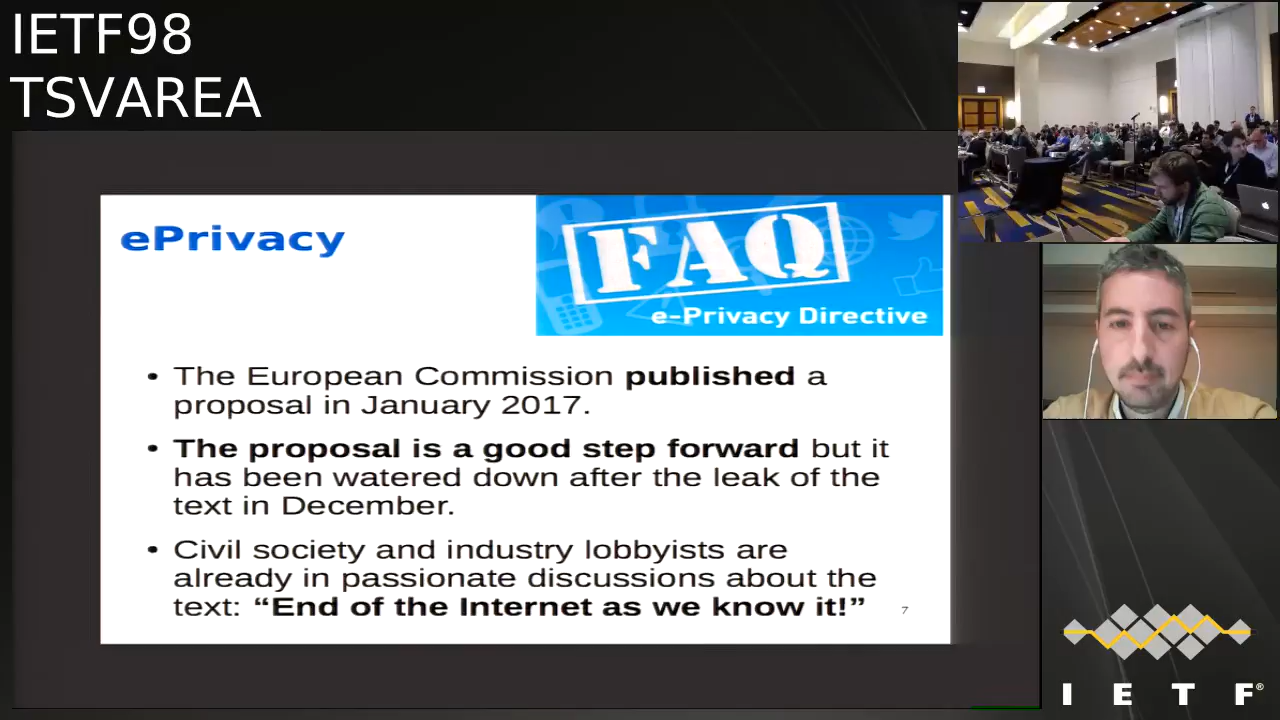 IETF98
TSVAREA
ePrivacy
FAQ
e-Privacy Directive
• The European Commission published a
proposal in January 2017.
• The proposal is a good step forward but it
has been watered down after the leak of the
text in December.
• Civil society and industry lobbyists are
already in passionate discussions about the
text: “End of the Internet as we know it!”
7
I E T F®